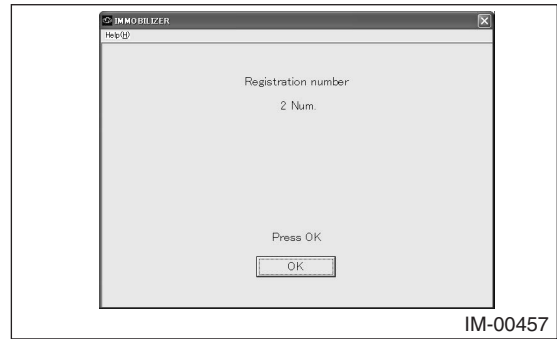 IMMOBILIZER
Help(H)
Registration number
2 Num.
Press OK
OK
IM-00457